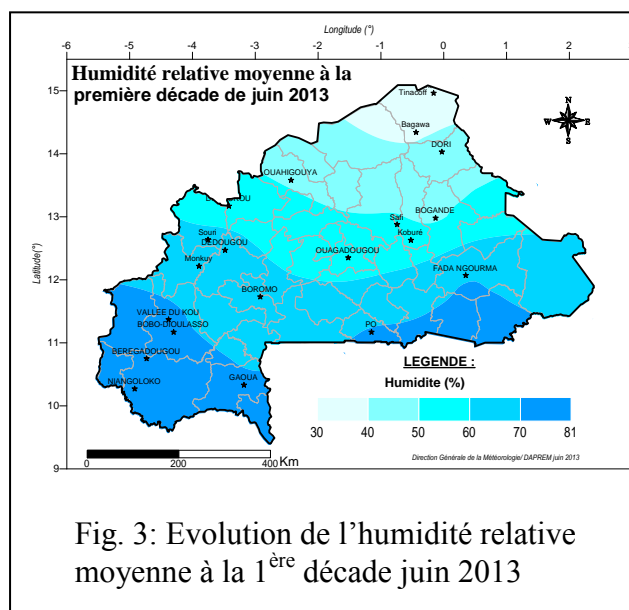 Longitude (°)
-6 -5 -4 -3 -2 -1 0 1 2
Humidité relative moyenne à la
première décade de juin 2013
15
14
13
12
11
10
9
Latitude(°)
N
W E
S
Tinacoff
Bagawa
DORI
OUAHIGOUYA
BOGANDE
Safi
Koburé
Souri
DEDOUGOU
OUAGADOUGOU
Monkuy
FADA NGOURMA
BOROMO
VALLEE DU KOU
BOBO-DIOULASSO
PO
BEREGADOUGOU
NIANGOLOKO
GAOUA
LEGENDE :
Humidite (%)
30 40 50 60 70 81
0 200 400 Km
Direction Générale de la Météorologie/ DAPREM juin 2013
Fig. 3: Evolution de l’humidité relative
moyenne à la 1ère décade juin 2013